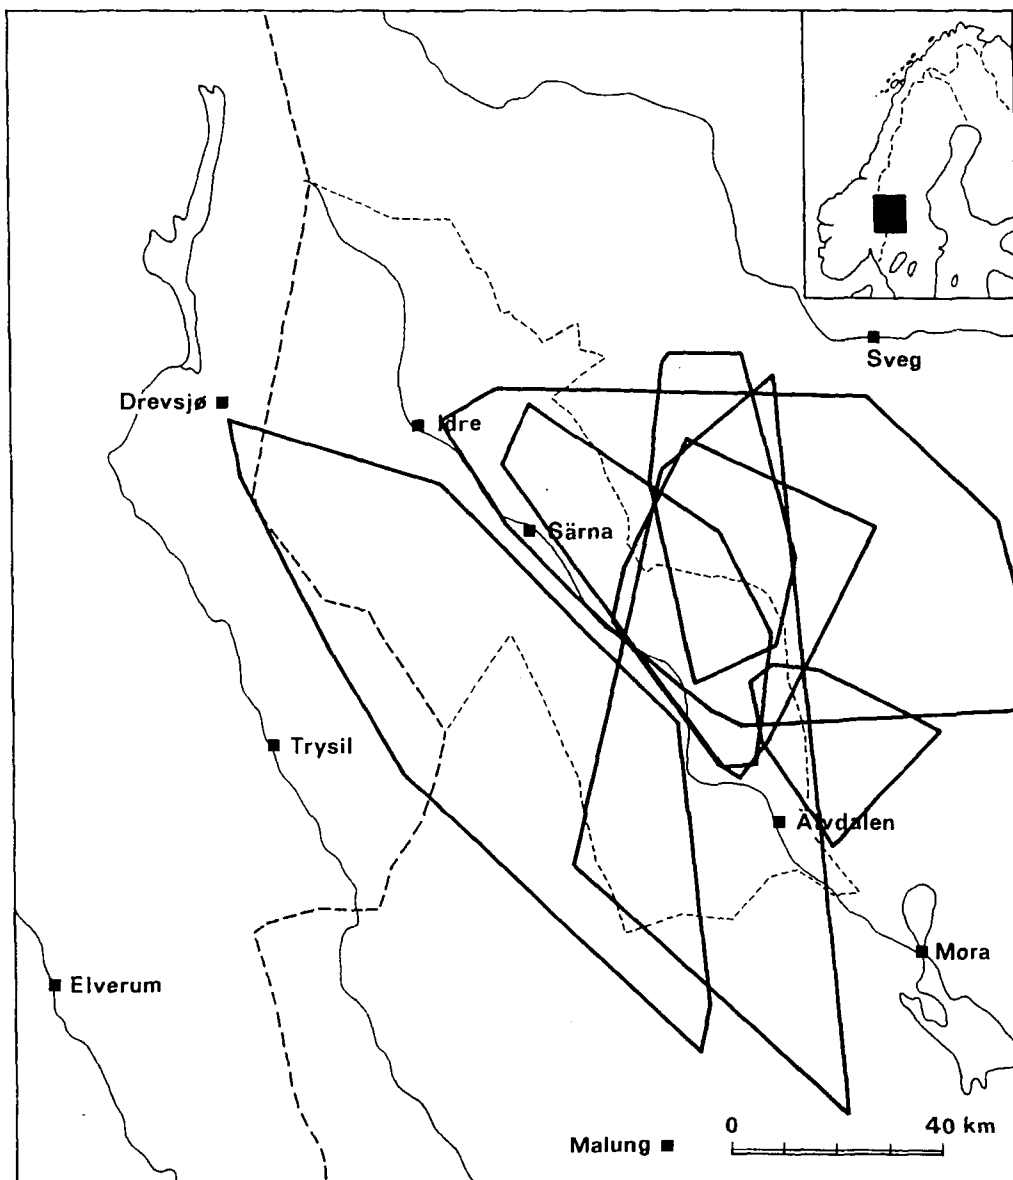 Sveg
Drevsjø
Idre
Särna
Trysil
Älvdalen
Mora
Elverum
0 40 km
Malung